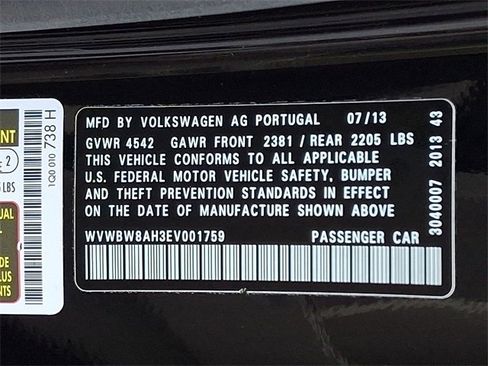 MFD BY VOLKSWAGEN AG PORTUGAL 07/13
GVWR 4542 GAWR FRONT 2381 / REAR 2205 LBS
THIS VEHICLE CONFORMS TO ALL APPLICABLE
U.S. FEDERAL MOTOR VEHICLE SAFETY, BUMPER
AND THEFT PREVENTION STANDARDS IN EFFECT
ON THE DATE OF MANUFACTURE SHOWN ABOVE
WVWBW8AH3EV001759 PASSENGER CAR
3040007 2013 43
1Q0 010 738 H
2
LBS